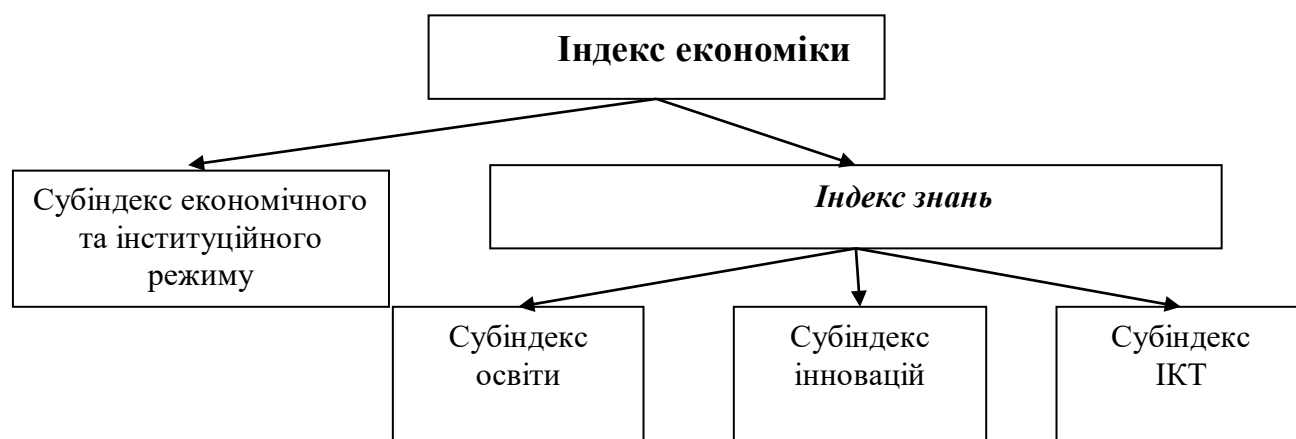 Індекс економіки
Субіндекс економічного
та інституційного
режиму
Індекс знань
Субіндекс
освіти
Субіндекс
інновацій
Субіндекс
ІКТ